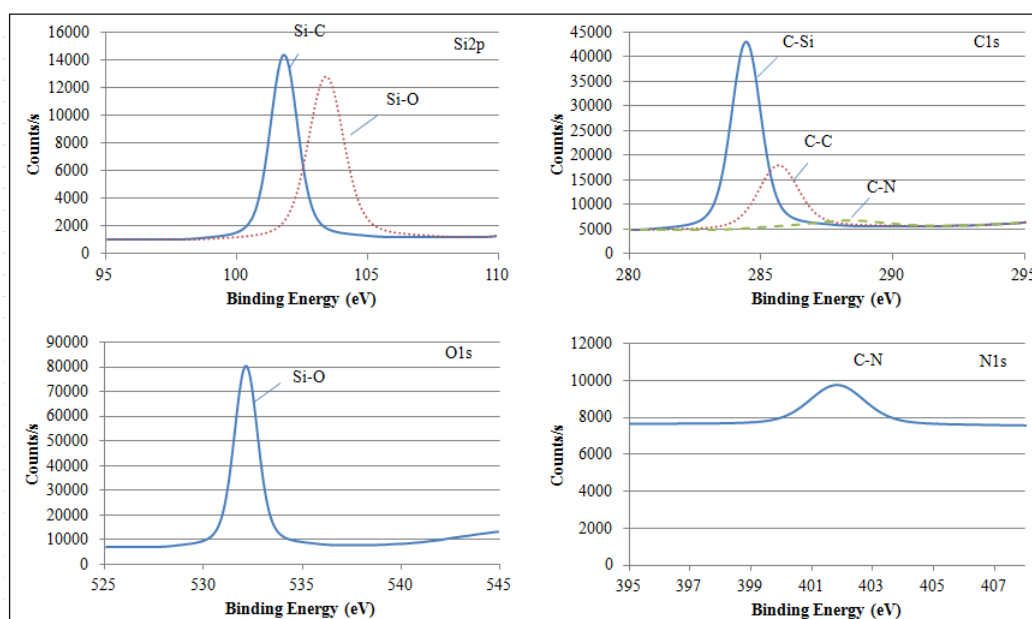 16000
14000
12000
10000
8000
6000
4000
2000
0
Counts/s
Si-C
Si2p
Si-O
95 100 105 110
Binding Energy (eV)
45000
40000
35000
30000
25000
20000
15000
10000
5000
0
Counts/s
C-Si
C1s
C-C
C-N
280 285 290 295
Binding Energy (eV)
90000
80000
70000
60000
50000
40000
30000
20000
10000
0
Counts/s
O1s
Si-O
525 530 535 540 545
Binding Energy (eV)
12000
10000
8000
6000
4000
2000
0
Counts/s
C-N N1s
395 397 399 401 403 405 407
Binding Energy (eV)